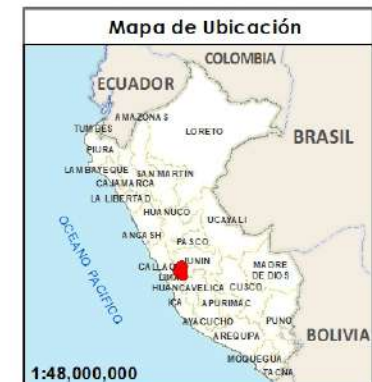 Mapa de Ubicación
COLOMBIA
ECUADOR
AMAZONAS
TUMBES
LORETO
PIURA
BRASIL
LAMBAYEQUE SAN MARTIN
CAJAMARCA
LA LIBERTAD
HUANUCO
UCAYALI
ANCASH
PASCO
OCEANO PACIFICO
JUNIN
CALLAO
MADRE
LIMA
DE DIOS
HUANCAVELICA CUSCO
ICA APURIMAC
AYACUCHO
PUNO
AREQUIPA
BOLIVIA
MOQUEGUA
TACNA
1:48,000,000